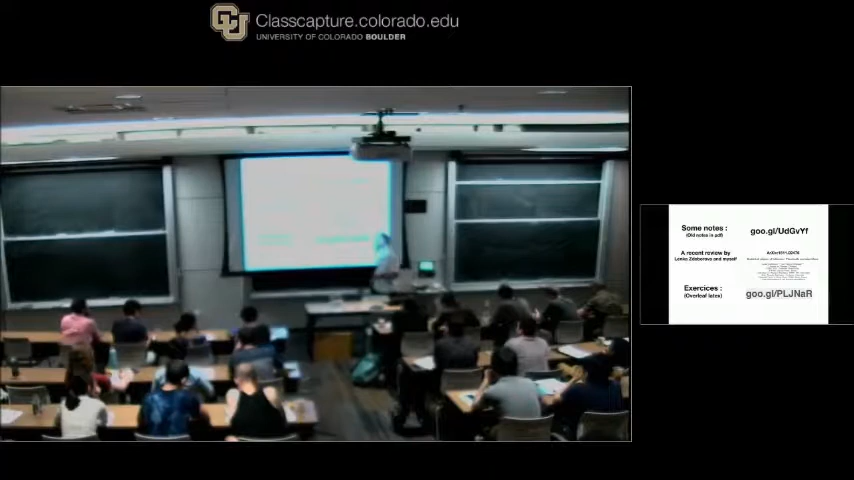 Classcapture.colorado.edu
UNIVERSITY OF COLORADO BOULDER
Some notes :
(Old notes in pdf)
goo.gl/UdGvYf
A recent review by
Lenka Zdeborova and myself
Exercices :
(Overleaf latex)
goo.gl/PLJNaR